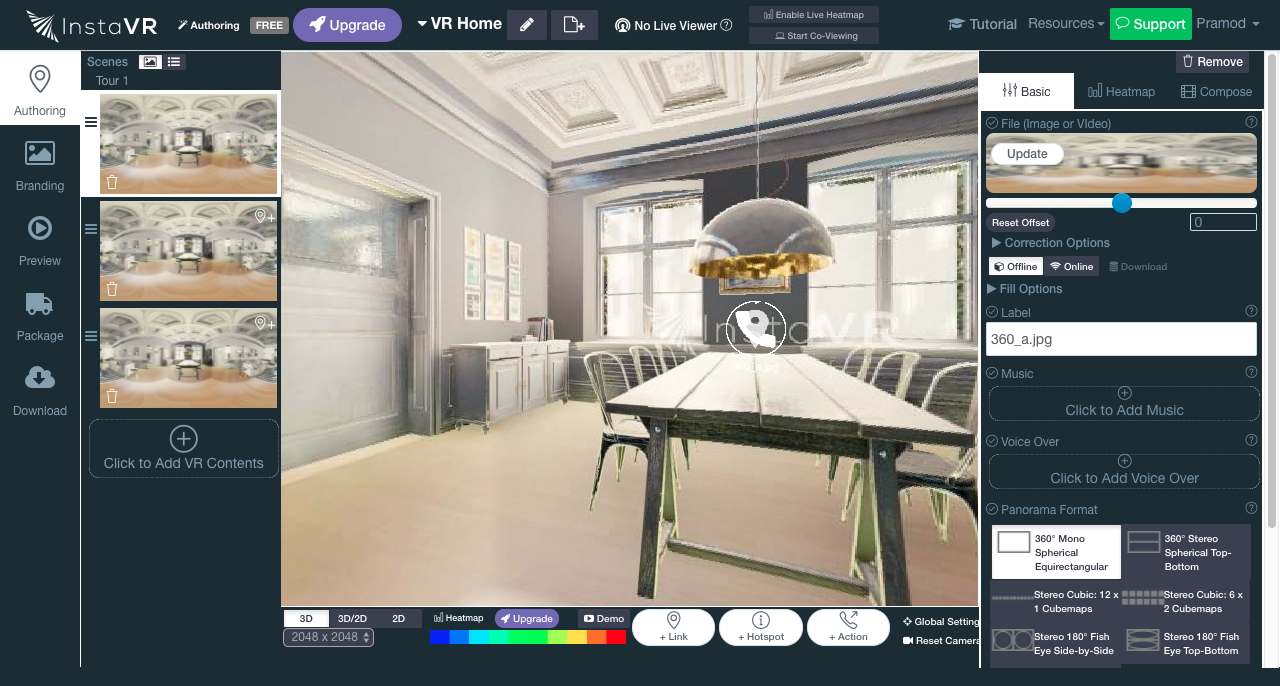 InstaVR
Authoring
FREE
Upgrade
VR Home
No Live Viewer
Enable Live Heatmap
Start Co-Viewing
Tutorial
Resources
Support
Pramod
Authoring
Branding
Preview
Package
Download
Scenes
Tour 1
Click to Add VR Contents
InstaVR
360_a.jpg
3D
3D/2D
2D
2048 x 2048
Heatmap
Upgrade
Demo
+ Link
+ Hotspot
+ Action
Global Setting
Reset Camera
Remove
Basic
Heatmap
Compose
File (Image or VIdeo)
Update
Reset Offset
0
Correction Options
Offline
Online
Download
Fill Options
Label
360_a.jpg
Music
Click to Add Music
Voice Over
Click to Add Voice Over
Panorama Format
360° Mono
Spherical
Equirectangular
360° Stereo
Spherical Top-
Bottom
Stereo Cubic: 12 x
1 Cubemaps
Stereo Cubic: 6 x
2 Cubemaps
Stereo 180° Fish
Eye Side-by-Side
Stereo 180° Fish
Eye Top-Bottom